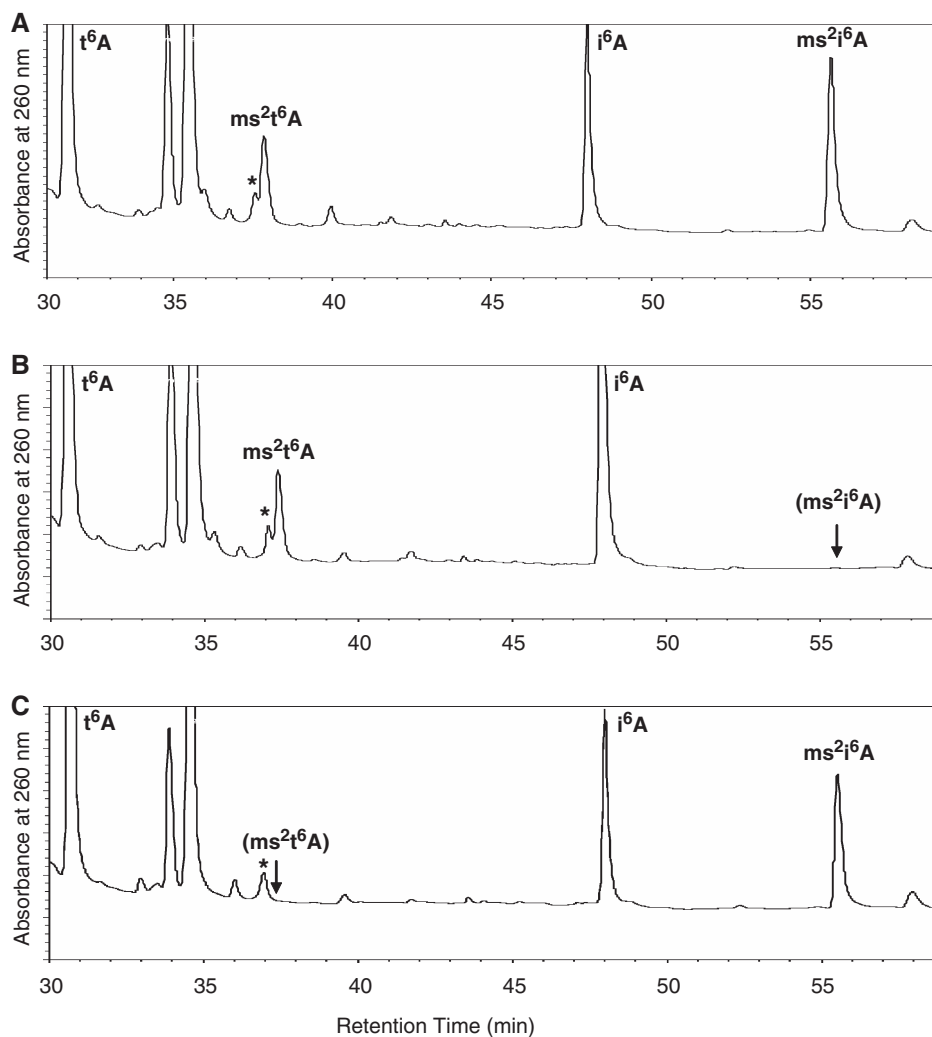 A
Absorbance at 260 nm
t⁶A
ms²t⁶A
*
i⁶A
ms²i⁶A
30 35 40 45 50 55
B
Absorbance at 260 nm
t⁶A
ms²t⁶A
*
i⁶A
(ms²i⁶A)
30 35 40 45 50 55
C
Absorbance at 260 nm
t⁶A
(ms²t⁶A)
*
i⁶A
ms²i⁶A
30 35 40 45 50 55
Retention Time (min)